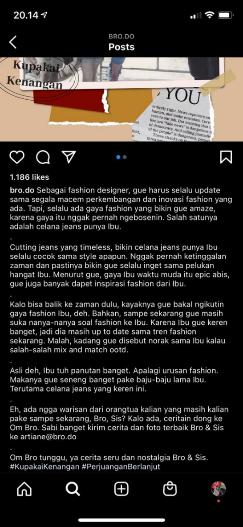 20.14
BRO.DO
Posts
Kupakai
Kenangan
YOU
1.186 likes
bro.do Sebagai fashion designer, gue harus selalu update
sama segala macem perkembangan dan inovasi fashion yang
ada. Tapi, selalu ada gaya fashion yang bikin gue amaze,
karena gaya itu nggak pernah ngebosenin. Salah satunya
adalah celana jeans punya Ibu.
.
Cutting jeans yang timeless, bikin celana jeans punya Ibu
selalu cocok sama style apapun. Nggak pernah ketinggalan
zaman dan pastinya bikin gue selalu inget sama pelukan
hangat Ibu. Menurut gue, gaya Ibu waktu muda itu epic abis,
gue juga banyak dapet inspirasi fashion dari Ibu.
.
Kalo bisa balik ke zaman dulu, kayaknya gue bakal ngikutin
gaya fashion Ibu, deh. Bahkan, sampe sekarang gue masih
suka nanya-nanya soal fashion ke Ibu. Karena Ibu gue keren
banget, jadi dia masih up to date sama tren fashion
sekarang. Malah, kadang gue disebut norak sama Ibu kalau
salah-salah mix and match ootd.
.
Asli deh, Ibu tuh panutan banget. Apalagi urusan fashion.
Makanya gue seneng banget pake baju-baju lama Ibu.
Terutama celana jeans yang keren ini.
.
Eh, ada ngga warisan dari orangtua kalian yang masih kalian
pake sampe sekarang, Bro, Sis? Kalo ada, ceritain dong ke
Om Bro. Sabi banget kirim cerita dan foto terbaik Bro & Sis
ke artiane@bro.do
.
Om Bro tunggu, ya cerita seru dan nostalgia Bro & Sis.
#KupakaiKenangan #PerjuanganBerlanjut